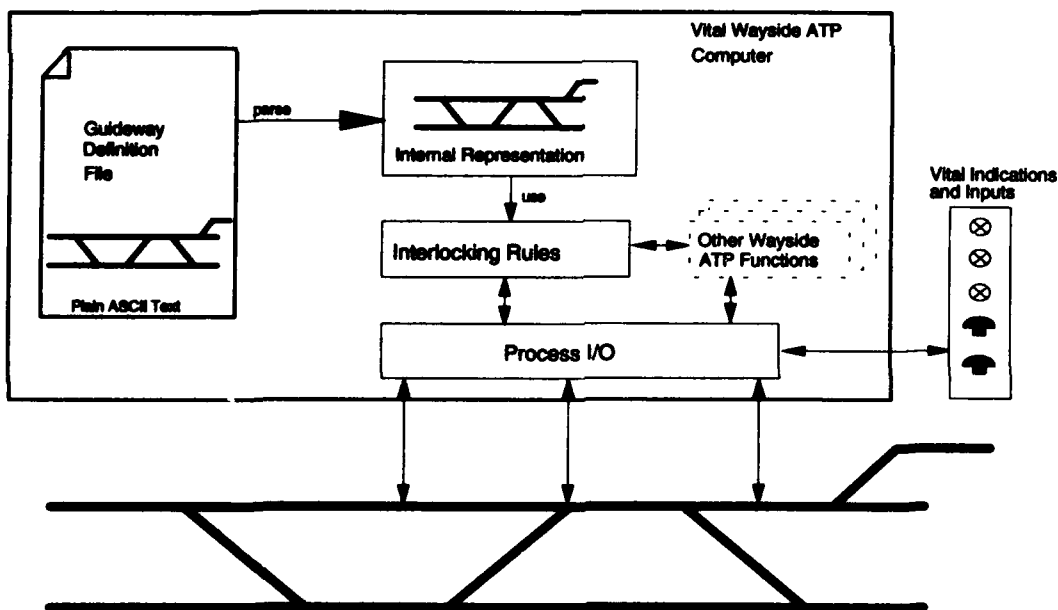 Vital Wayside ATP
Computer
Guideway
Definition
File
Plain ASCII Text
parse
Internal Representation
use
Interlocking Rules
Other Wayside
ATP Functions
Process I/O
Vital Indications
and Inputs